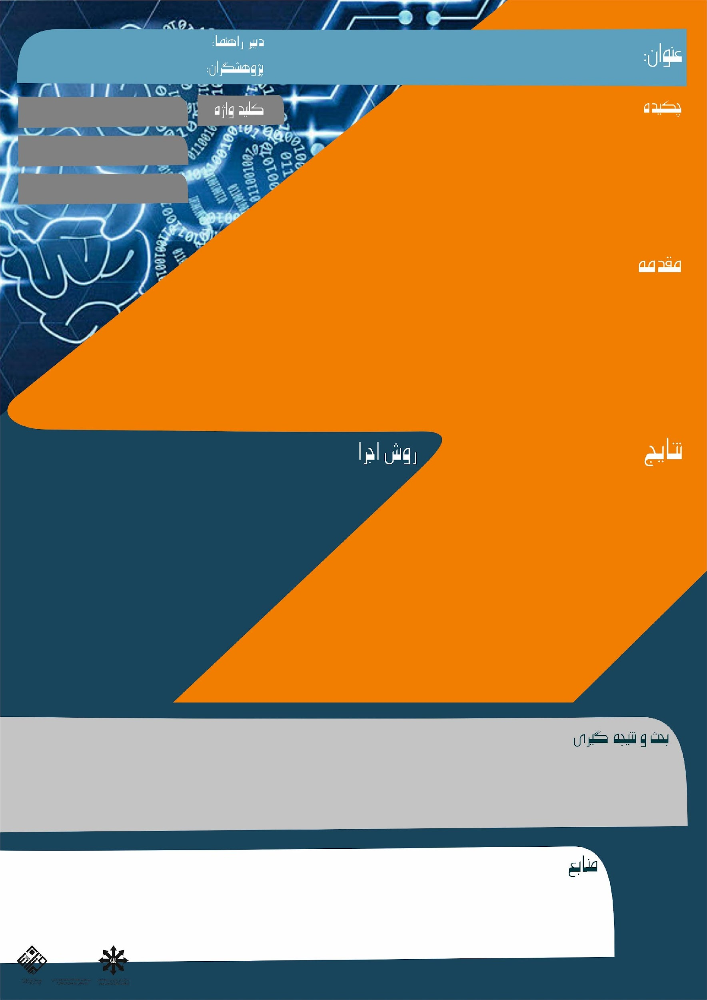 عنوان:
دبیر راهنما:
پژوهشگران:
چکیده
کلید واژه
مقدمه
نتایج
روش اجرا
بحث و نتیجه گیری
منابع